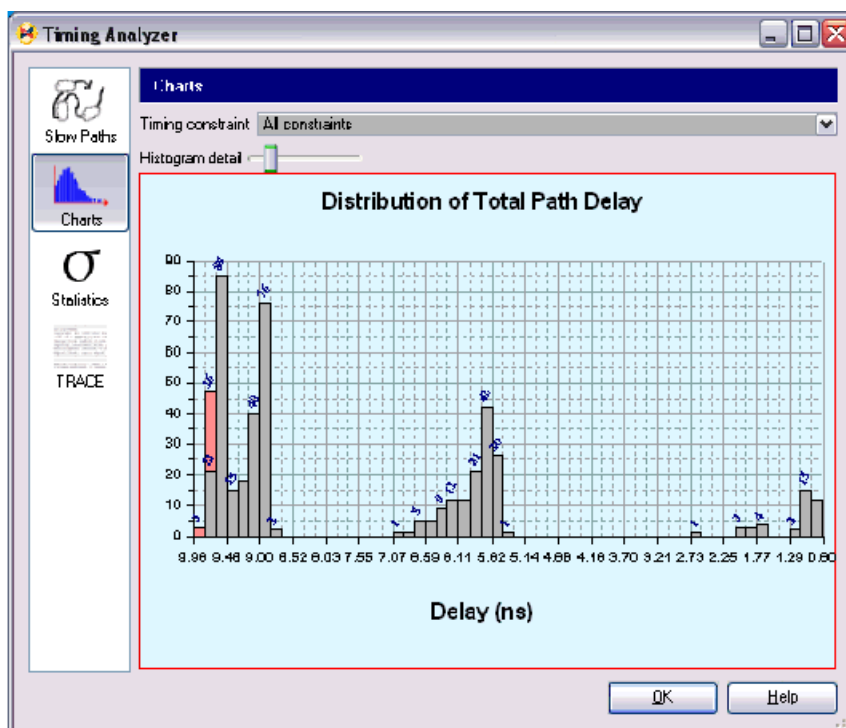 Timing Analyzer
Charts
Slow Paths
Timing constraint All constraints
Histogram detail
Charts
Distribution of Total Path Delay
Statistics
TRACE
90
80
70
60
50
40
30
20
10
0
9.96 9.48 9.00 8.52 8.03 7.55 7.07 6.59 6.11 5.62 5.14 4.66 4.18 3.70 3.21 2.73 2.25 1.77 1.29 0.80
Delay (ns)
OK Help